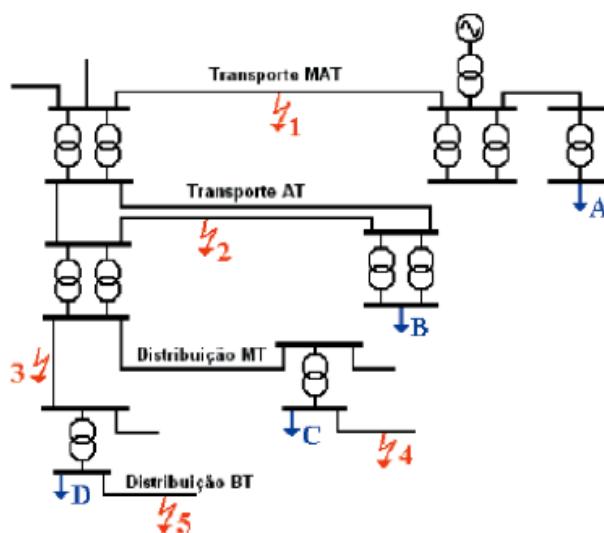 Transporte MAT
1
A
Transporte AT
2
B
Distribuição MT
3
C
4
D
Distribuição BT
5